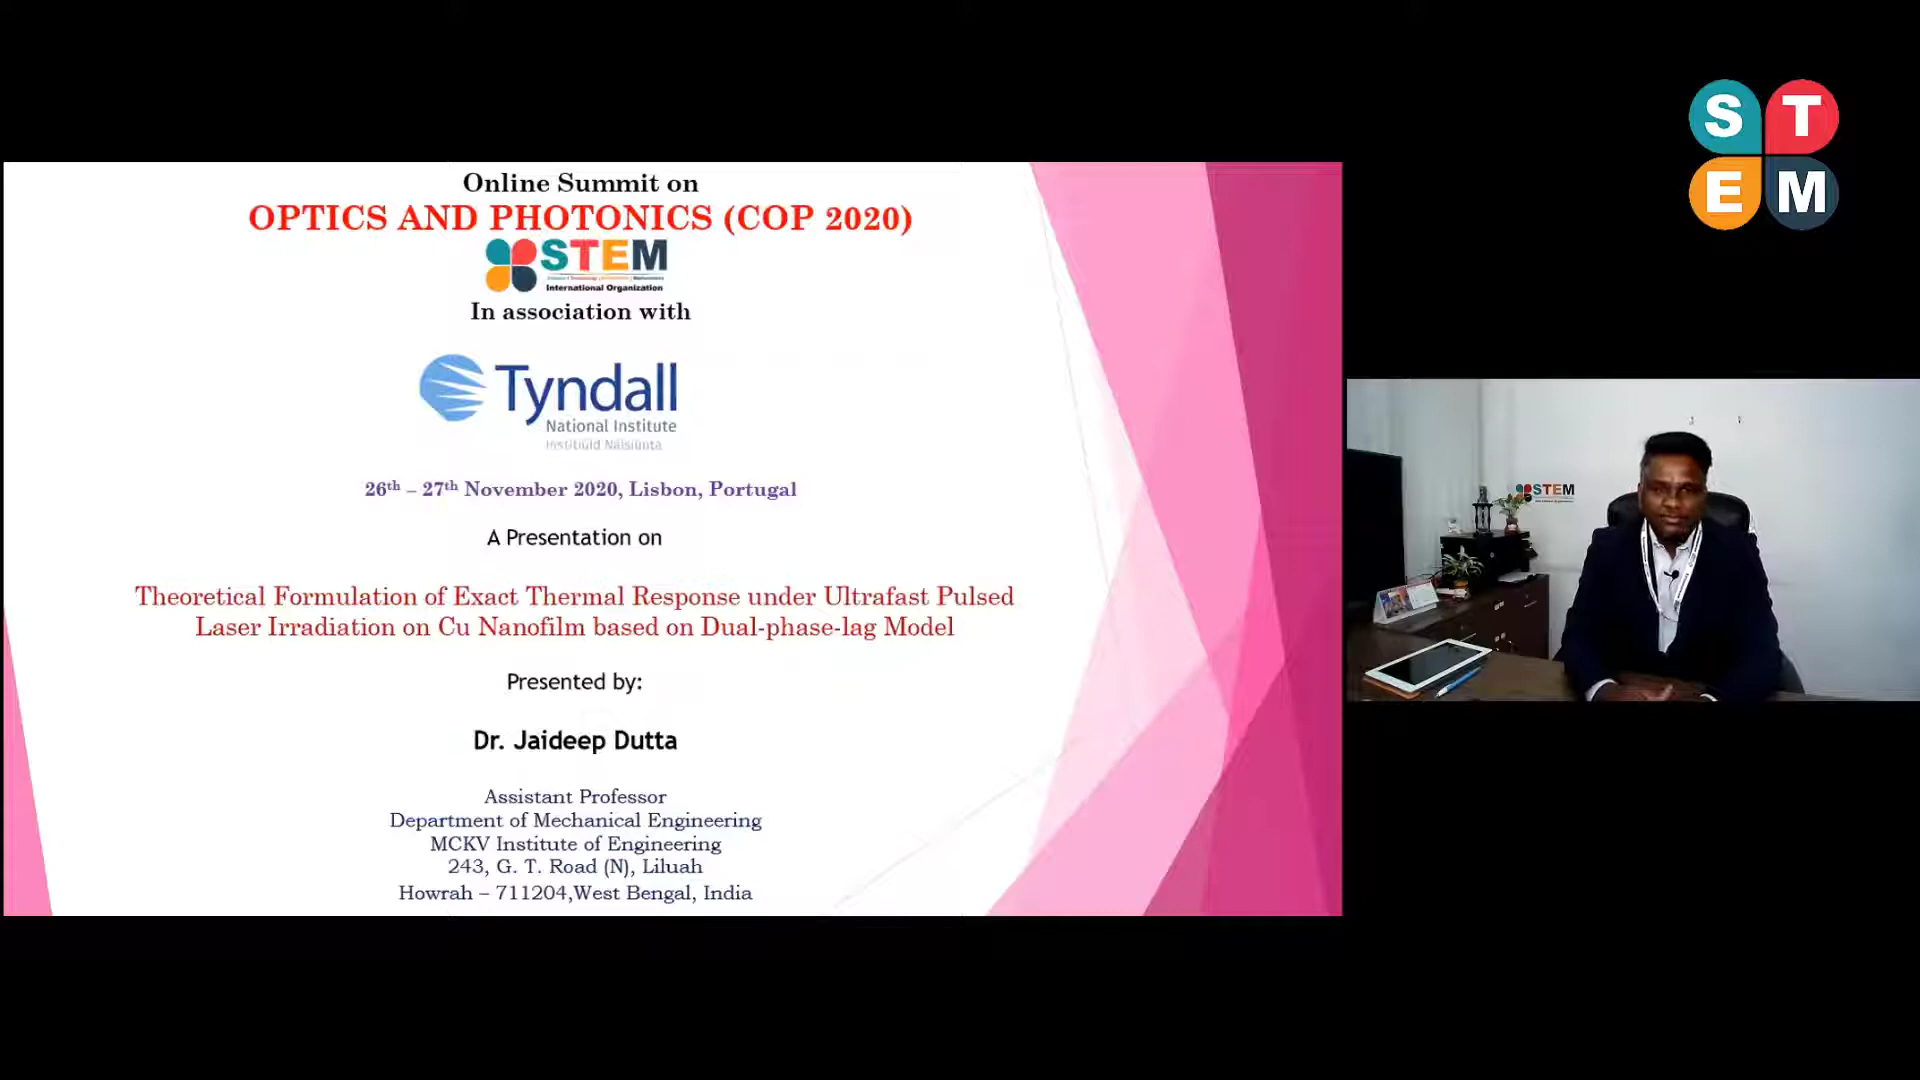 Online Summit on
OPTICS AND PHOTONICS (COP 2020)
STEM
International Organization
In association with
Tyndall
National Institute
Institiúid Náisiúnta
26th – 27th November 2020, Lisbon, Portugal
A Presentation on
Theoretical Formulation of Exact Thermal Response under Ultrafast Pulsed
Laser Irradiation on Cu Nanofilm based on Dual-phase-lag Model
Presented by:
Dr. Jaideep Dutta
Assistant Professor
Department of Mechanical Engineering
MCKV Institute of Engineering
243, G. T. Road (N), Liluah
Howrah – 711204,West Bengal, India
S T
E M
STEM